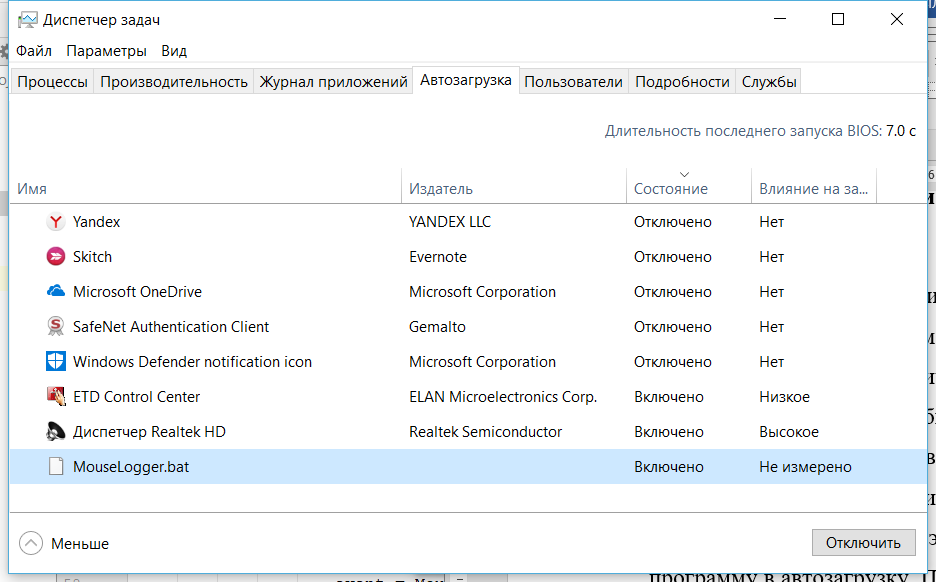 Диспетчер задач
Файл Параметры Вид
Процессы Производительность Журнал приложений Автозагрузка Пользователи Подробности Службы
Длительность последнего запуска BIOS: 7.0 с
Имя Издатель Состояние Влияние на за...
Yandex YANDEX LLC Отключено Нет
Skitch Evernote Отключено Нет
Microsoft OneDrive Microsoft Corporation Отключено Нет
SafeNet Authentication Client Gemalto Отключено Нет
Windows Defender notification icon Microsoft Corporation Отключено Нет
ETD Control Center ELAN Microelectronics Corp. Включено Низкое
Диспетчер Realtek HD Realtek Semiconductor Включено Высокое
MouseLogger.bat Включено Не измерено
Меньше Отключить
программу в автозагрузку.